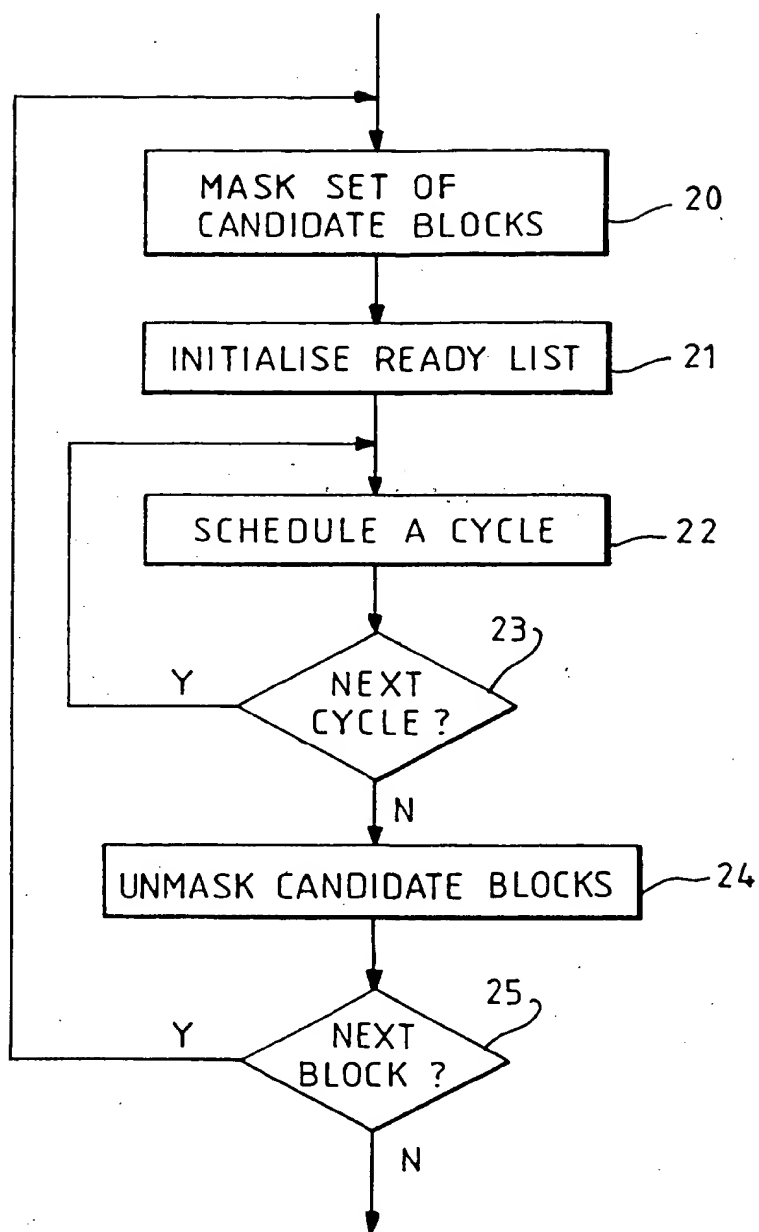 MASK SET OF
CANDIDATE BLOCKS
20
INITIALISE READY LIST
21
SCHEDULE A CYCLE
22
23
Y
NEXT
CYCLE ?
N
UNMASK CANDIDATE BLOCKS
24
25
Y
NEXT
BLOCK ?
N